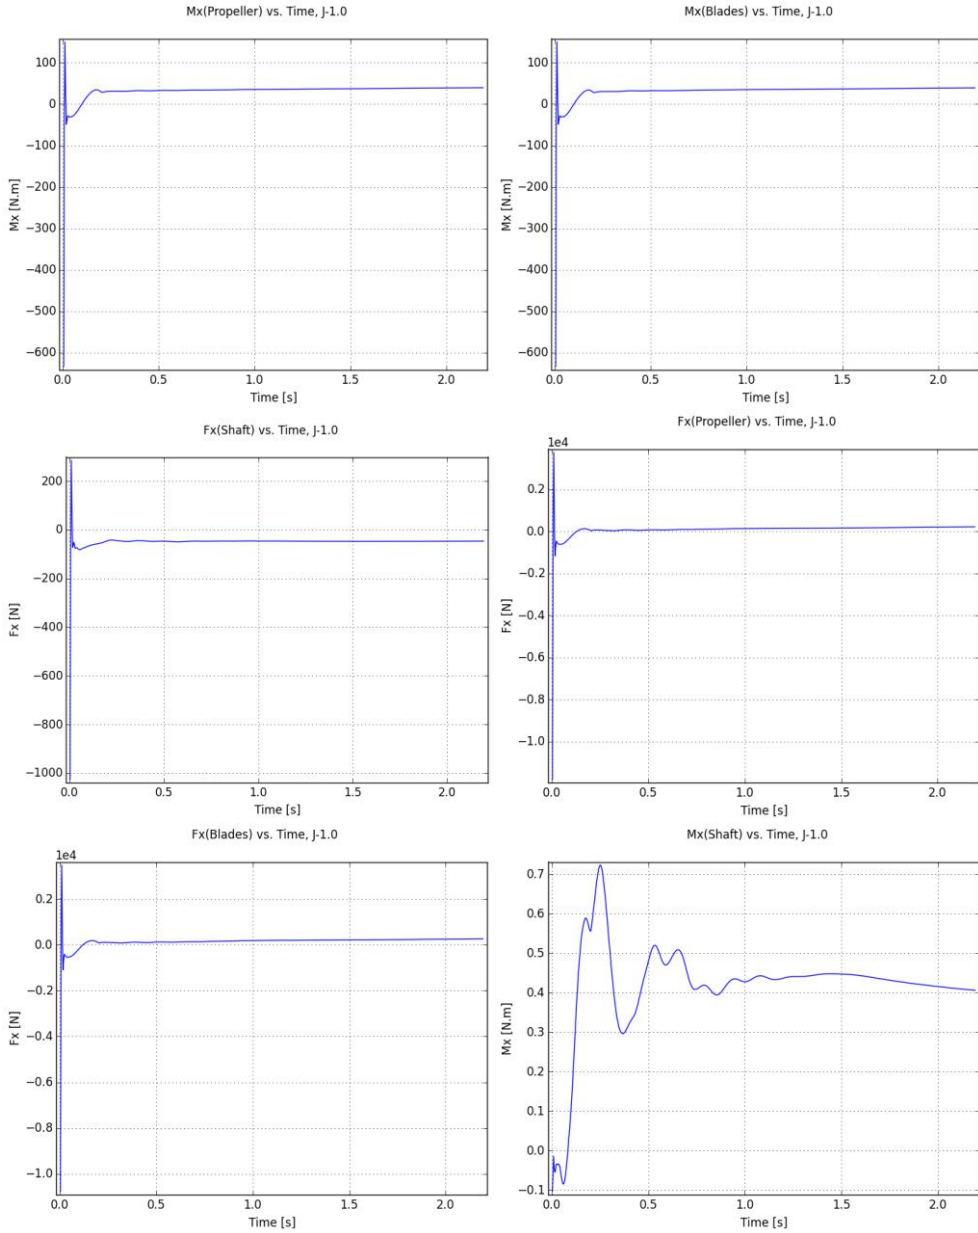 Mx(Propeller) vs. Time, J-1.0
100
0
−100
−200
−300
−400
−500
−600
Mx [N.m]
0.0 0.5 1.0 1.5 2.0
Time [s]
Mx(Blades) vs. Time, J-1.0
100
0
−100
−200
−300
−400
−500
−600
Mx [N.m]
0.0 0.5 1.0 1.5 2.0
Time [s]
Fx(Shaft) vs. Time, J-1.0
200
0
−200
−400
−600
−800
−1000
Fx [N]
0.0 0.5 1.0 1.5 2.0
Time [s]
Fx(Propeller) vs. Time, J-1.0
1e4
0.2
0.0
−0.2
−0.4
−0.6
−0.8
−1.0
Fx [N]
0.0 0.5 1.0 1.5 2.0
Time [s]
Fx(Blades) vs. Time, J-1.0
1e4
0.2
0.0
−0.2
−0.4
−0.6
−0.8
−1.0
Fx [N]
0.0 0.5 1.0 1.5 2.0
Time [s]
Mx(Shaft) vs. Time, J-1.0
0.7
0.6
0.5
0.4
0.3
0.2
0.1
0.0
−0.1
Mx [N.m]
0.0 0.5 1.0 1.5 2.0
Time [s]